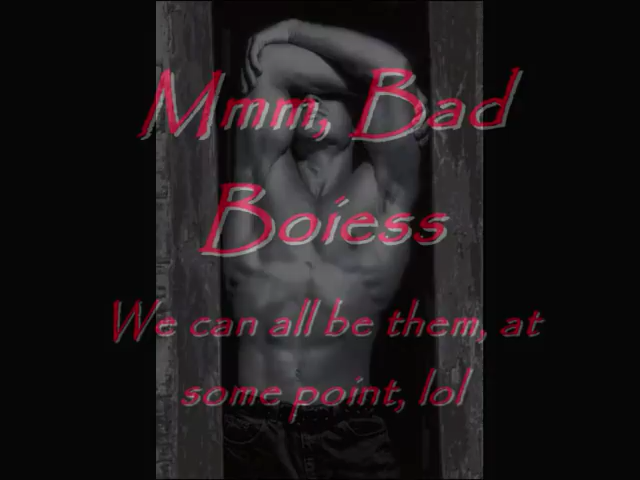 Mmm, Bad
Boiess
We can all be them, at
some point, lol